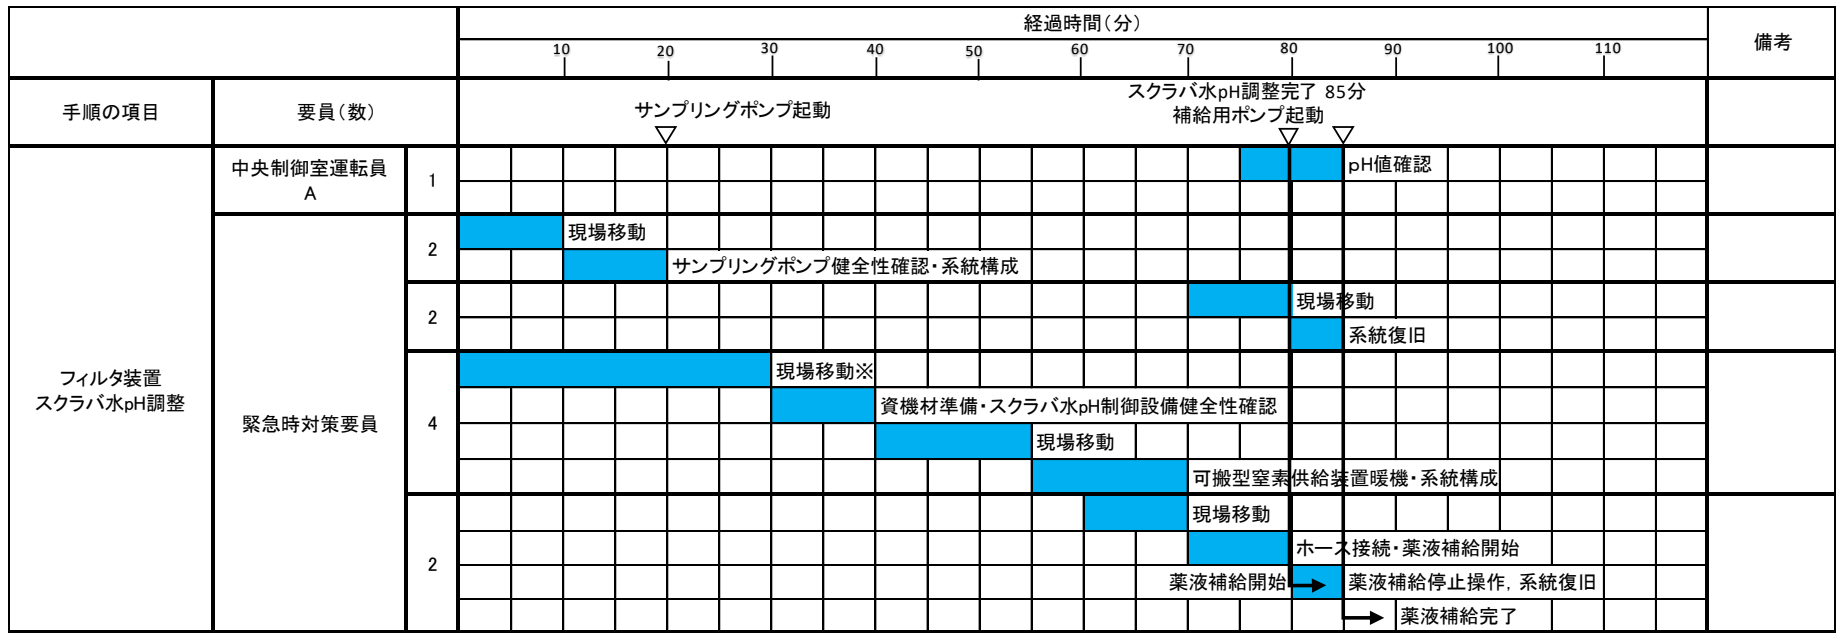 経過時間(分)
備考
10 20 30 40 50 60 70 80 90 100 110
手順の項目
要員(数)
サンプリングポンプ起動
スクラバ水pH調整完了 85分
補給用ポンプ起動
フィルタ装置
スクラバ水pH調整
中央制御室運転員
A
1
pH値確認
緊急時対策要員
2
現場移動
サンプリングポンプ健全性確認・系統構成
2
現場移動
系統復旧
4
現場移動※
資機材準備・スクラバ水pH制御設備健全性確認
現場移動
可搬型窒素供給装置暖機・系統構成
2
現場移動
ホース接続・薬液補給開始
薬液補給開始
薬液補給停止操作, 系統復旧
薬液補給完了